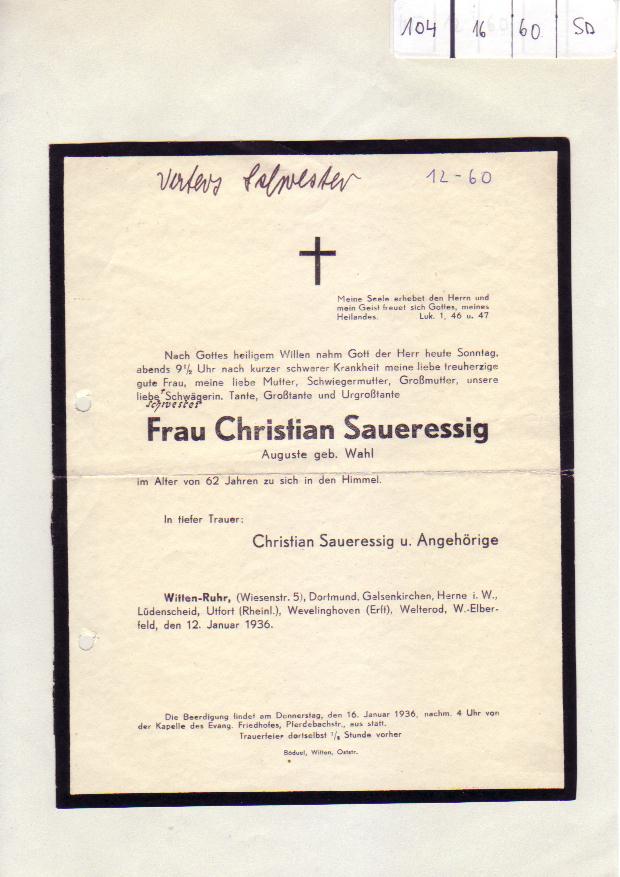 104 16 60 SD
Vaters Schwester 12-60
Meine Seele erhebet den Herrn und
mein Geist freuet sich Gottes, meines
Heilandes. Luk. 1, 46 u. 47
Nach Gottes heiligem Willen nahm Gott der Herr heute Sonntag,
abends 9½ Uhr nach kurzer schwerer Krankheit meine liebe treuherzige
gute Frau, meine liebe Mutter, Schwiegermutter, Großmutter, unsere
liebe Schwägerin. Tante, Großtante und Urgroßtante
Schwester
Frau Christian Saueressig
Auguste geb. Wahl
im Alter von 62 Jahren zu sich in den Himmel.
In tiefer Trauer:
Christian Saueressig u. Angehörige
Witten-Ruhr, (Wiesenstr. 5), Dortmund, Gelsenkirchen, Herne i. W.,
Lüdenscheid, Utfort (Rheinl.), Wevelinghoven (Erft), Welterod, W.-Elber-
feld, den 12. Januar 1936.
Die Beerdigung findet am Donnerstag, den 16. Januar 1936, nachm. 4 Uhr von
der Kapelle des Evang. Friedhofes, Pferdebachstr., aus statt.
Trauerfeier dortselbst ½ Stunde vorher
Witten, Oststr.